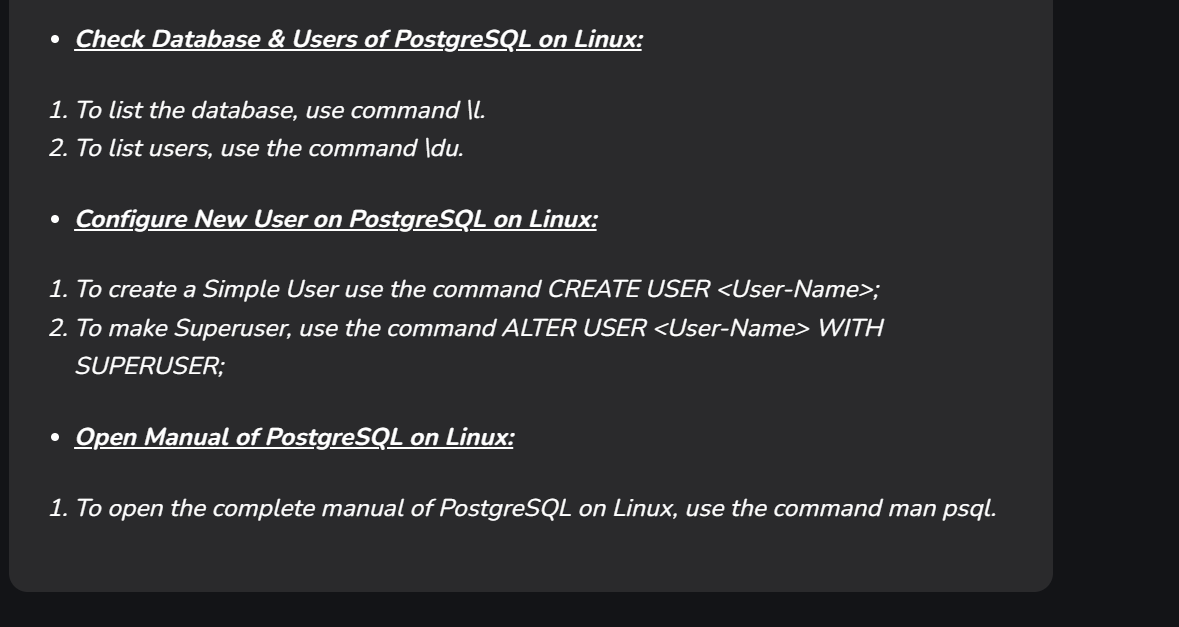 • Check Database & Users of PostgreSQL on Linux:
1. To list the database, use command \l.
2. To list users, use the command \du.
• Configure New User on PostgreSQL on Linux:
1. To create a Simple User use the command CREATE USER <User-Name>;
2. To make Superuser, use the command ALTER USER <User-Name> WITH
SUPERUSER;
• Open Manual of PostgreSQL on Linux:
1. To open the complete manual of PostgreSQL on Linux, use the command man psql.